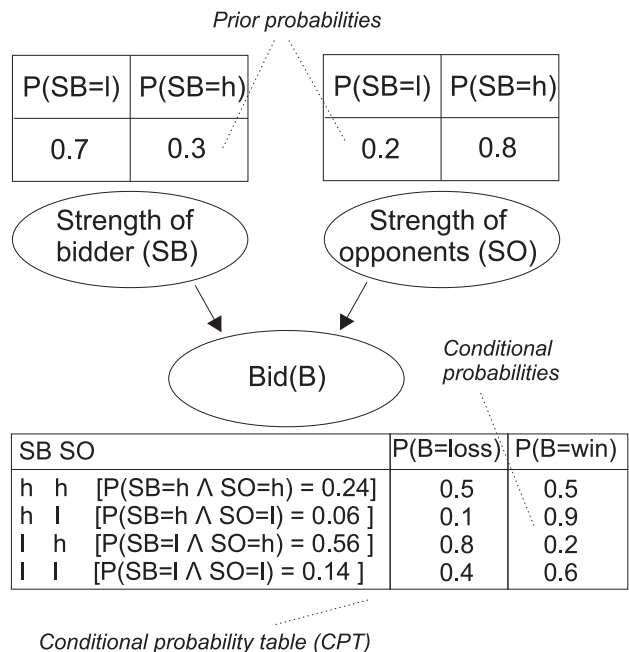 Prior probabilities
P(SB=l) P(SB=h) P(SB=l) P(SB=h)
0.7 0.3 0.2 0.8
Strength of Strength of
bidder (SB) opponents (SO)
Conditional
probabilities
Bid(B)
SB SO P(B=loss) P(B=win)
h h [P(SB=h Λ SO=h) = 0.24] 0.5 0.5
h l [P(SB=h Λ SO=l) = 0.06 ] 0.1 0.9
l h [P(SB=l Λ SO=h) = 0.56 ] 0.8 0.2
l l [P(SB=l Λ SO=l) = 0.14 ] 0.4 0.6
Conditional probability table (CPT)